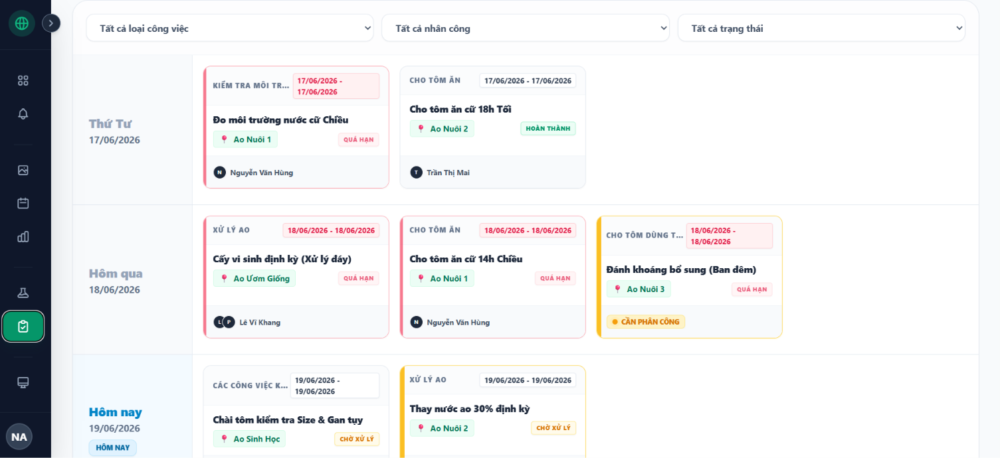 Tất cả loại công việc
Tất cả nhân công
Tất cả trạng thái
Thứ Tư
17/06/2026
KIỂM TRA MÔI TR...
17/06/2026 -
17/06/2026
Đo môi trường nước cữ Chiều
Ao Nuôi 1
QUÁ HẠN
N
Nguyễn Văn Hùng
CHO TÔM ĂN
17/06/2026 - 17/06/2026
Cho tôm ăn cữ 18h Tối
Ao Nuôi 2
HOÀN THÀNH
T
Trần Thị Mai
Hôm qua
18/06/2026
XỬ LÝ AO
18/06/2026 - 18/06/2026
Cấy vi sinh định kỳ (Xử lý đáy)
Ao Ươm Giống
QUÁ HẠN
L P
Lê Vĩ Khang
CHO TÔM ĂN
18/06/2026 - 18/06/2026
Cho tôm ăn cữ 14h Chiều
Ao Nuôi 1
QUÁ HẠN
N
Nguyễn Văn Hùng
CHO TÔM DÙNG T...
18/06/2026 -
18/06/2026
Đánh khoáng bổ sung (Ban đêm)
Ao Nuôi 3
QUÁ HẠN
CẦN PHÂN CÔNG
Hôm nay
19/06/2026
HÔM NAY
CÁC CÔNG VIỆC K...
19/06/2026 -
19/06/2026
Chài tôm kiểm tra Size & Gan tụy
Ao Sinh Học
CHỜ XỬ LÝ
XỬ LÝ AO
19/06/2026 - 19/06/2026
Thay nước ao 30% định kỳ
Ao Nuôi 2
CHỜ XỬ LÝ
NA